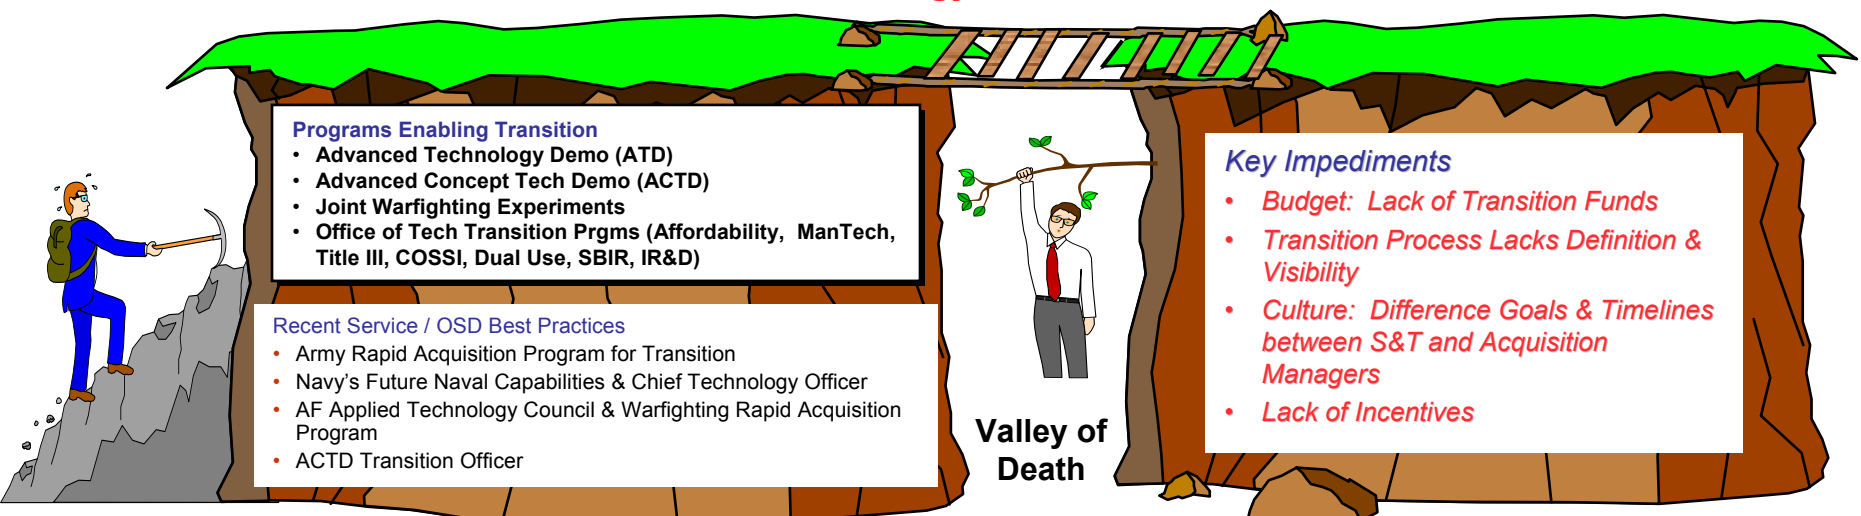 Programs Enabling Transition
• Advanced Technology Demo (ATD)
• Advanced Concept Tech Demo (ACTD)
• Joint Warfighting Experiments
• Office of Tech Transition Prgms (Affordability, ManTech,
Title III, COSSI, Dual Use, SBIR, IR&D)
Recent Service / OSD Best Practices
• Army Rapid Acquisition Program for Transition
• Navy's Future Naval Capabilities & Chief Technology Officer
• AF Applied Technology Council & Warfighting Rapid Acquisition
Program
• ACTD Transition Officer
Valley of
Death
Key Impediments
• Budget: Lack of Transition Funds
• Transition Process Lacks Definition &
Visibility
• Culture: Difference Goals & Timelines
between S&T and Acquisition
Managers
• Lack of Incentives